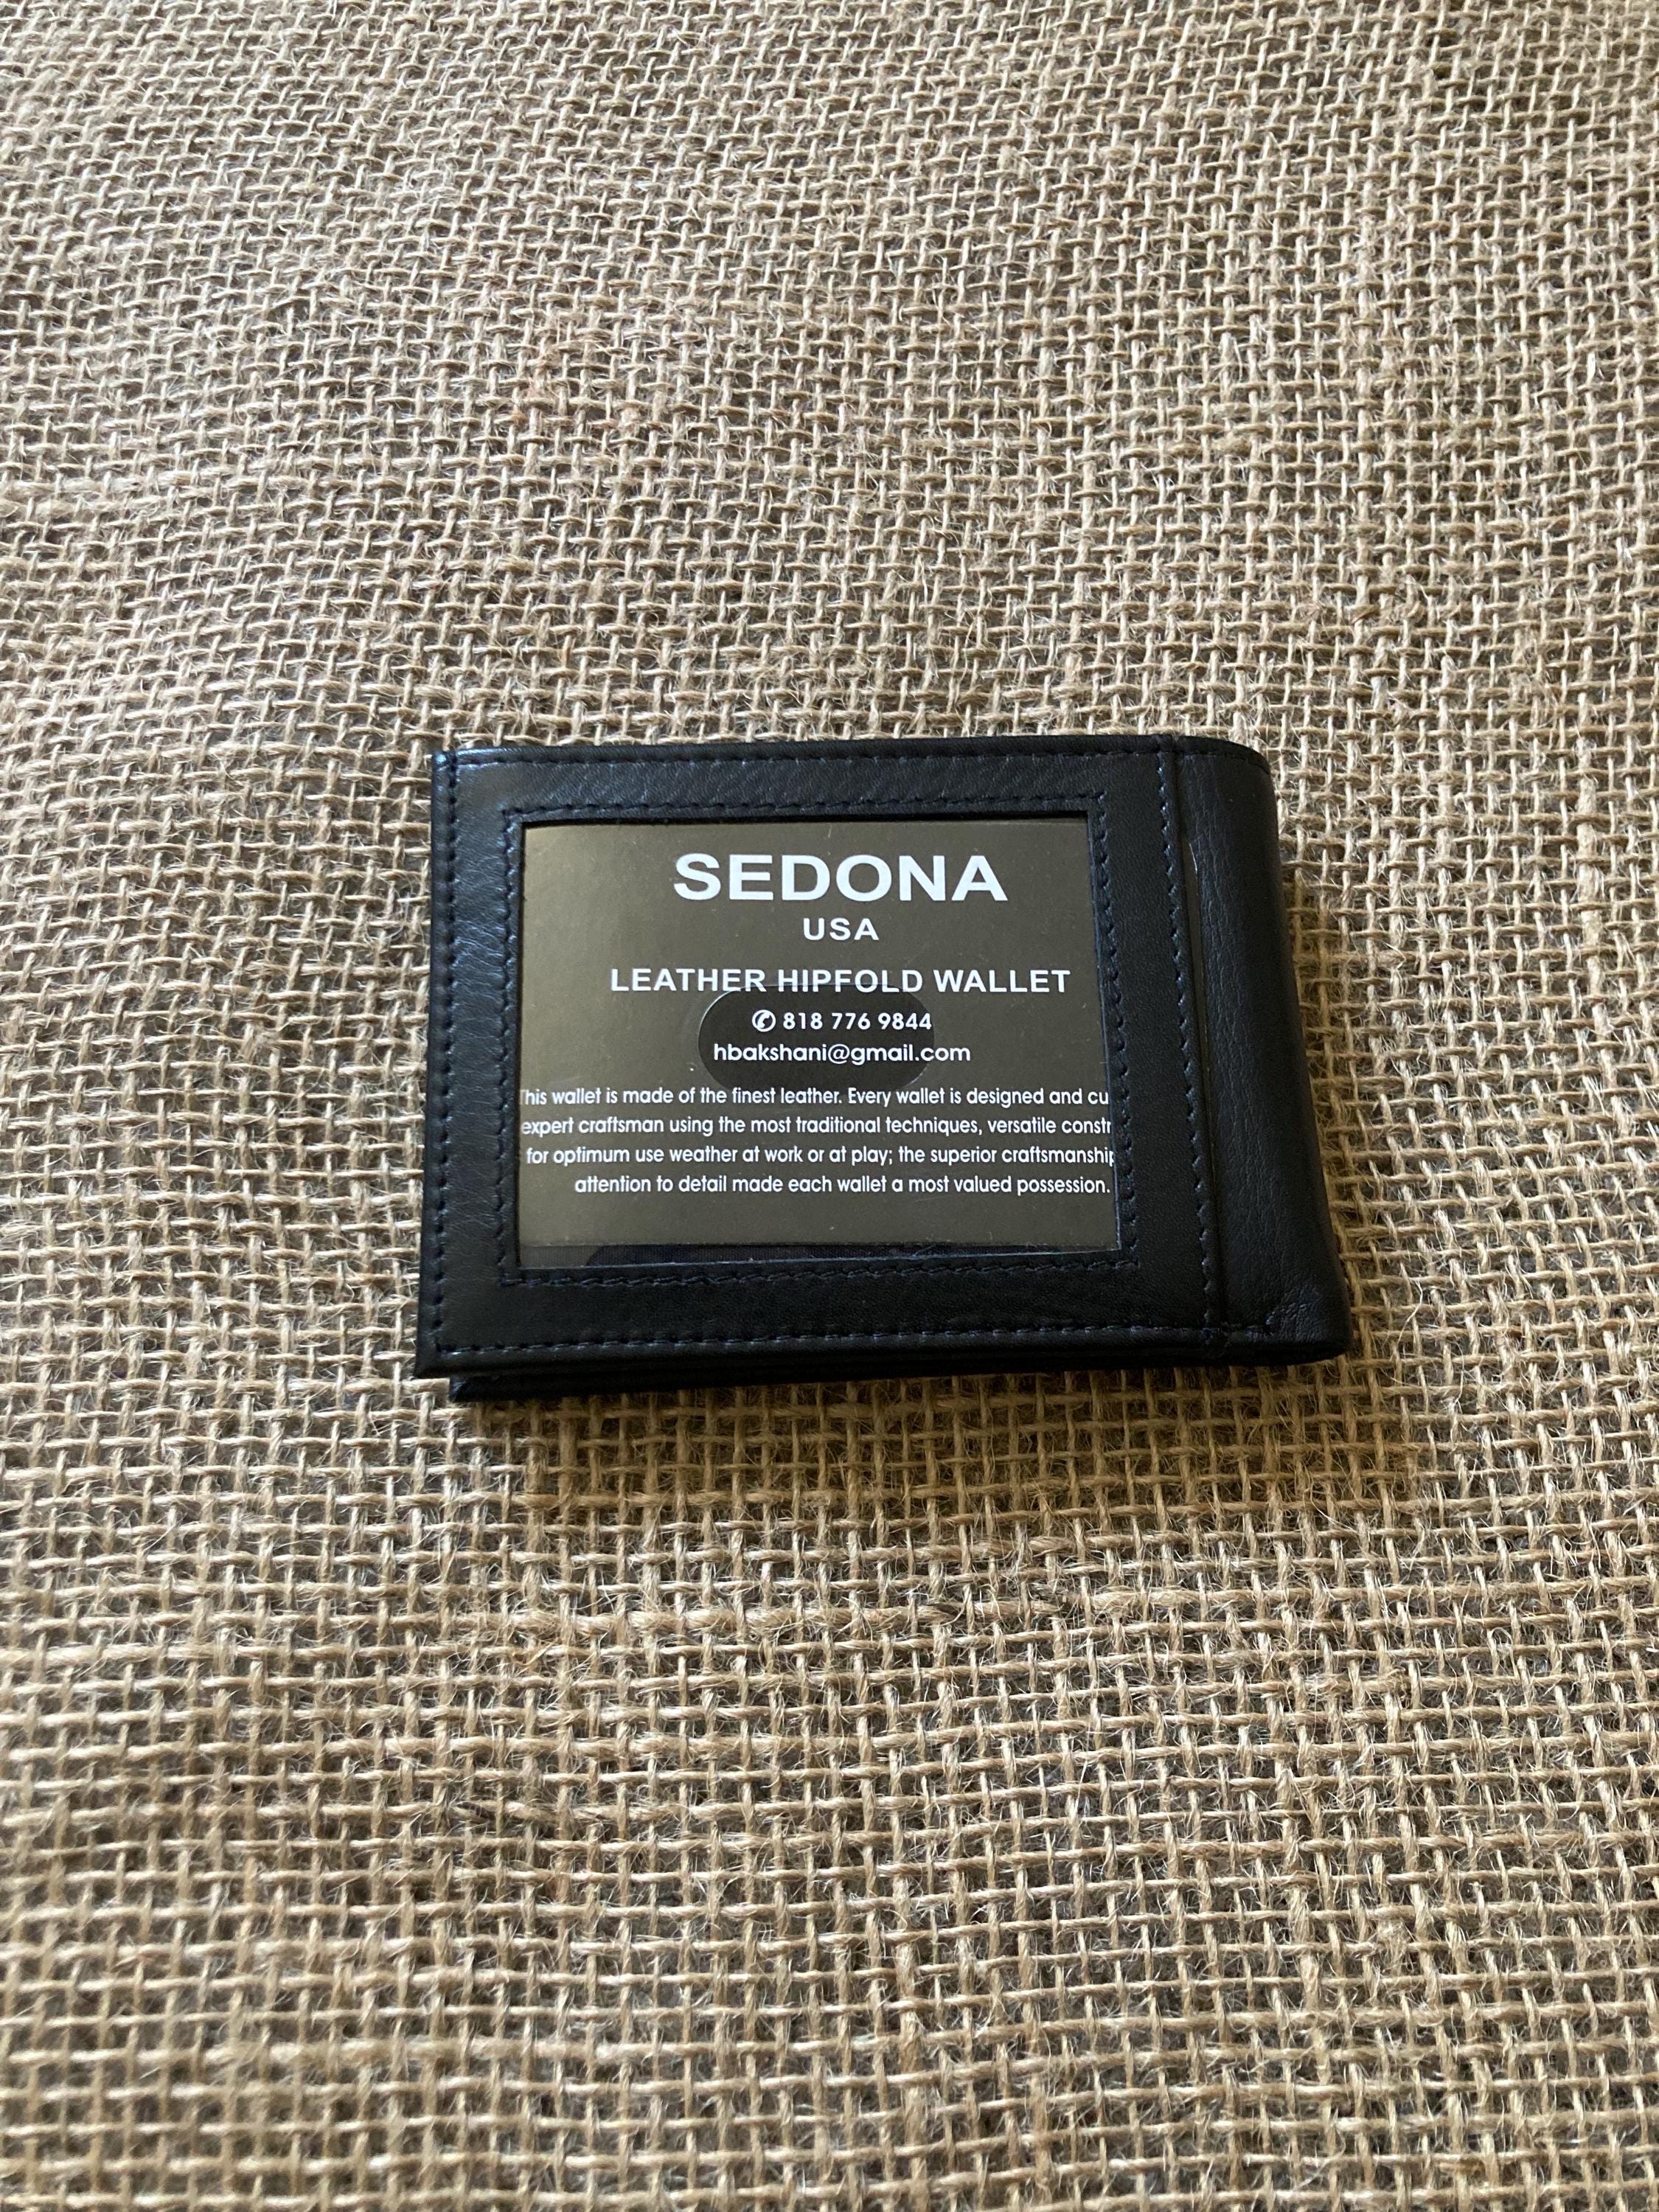 SEDONA
USA
LEATHER HIPFOLD WALLET
✆ 818 776 9844
hbakshani@gmail.com
This wallet is made of the finest leather. Every wallet is designed and cu
expert craftsman using the most traditional techniques, versatile constr
for optimum use weather at work or at play; the superior craftsmanship
attention to detail made each wallet a most valued possession.